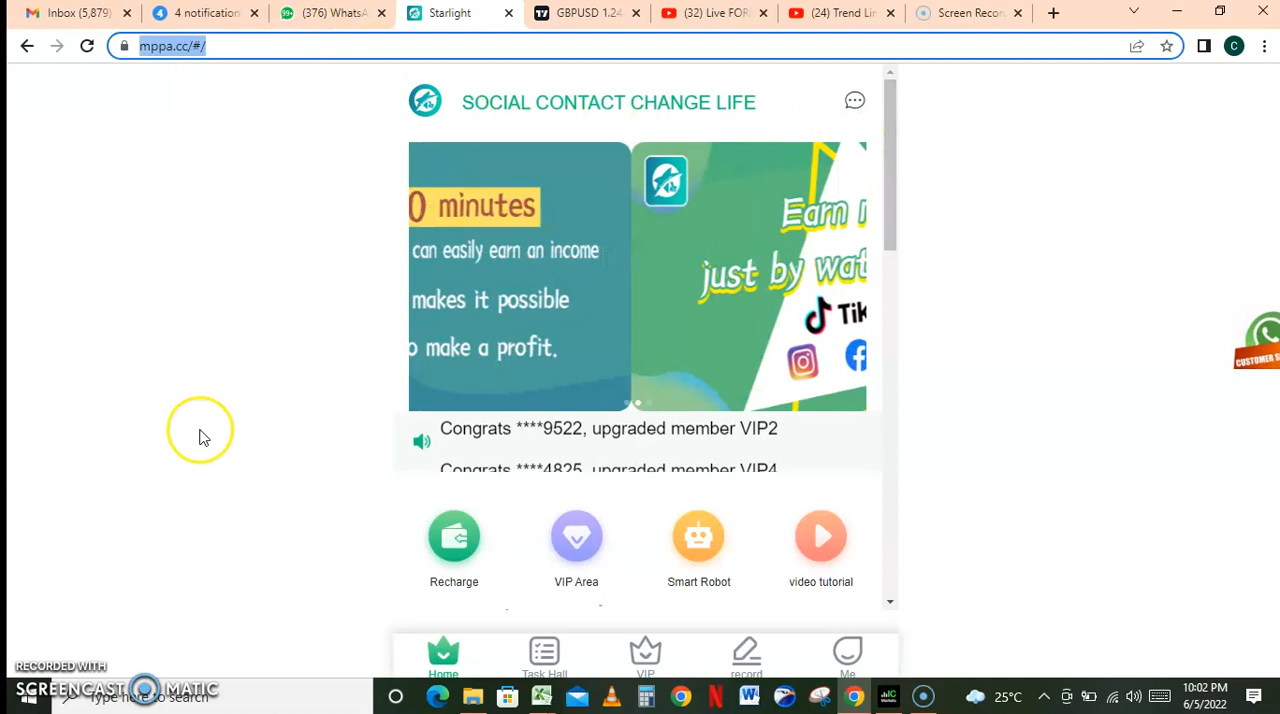 Inbox (5,879)
4 notification
(376) WhatsA
Starlight
GBPUSD 1.24
(32) Live FOR
(24) Trend Lin
Screen Record
mppa.cc/#/
C
SOCIAL CONTACT CHANGE LIFE
0 minutes
can easily earn an income
makes it possible
o make a profit.
Earn
just by wat
Tik
CUSTOMER S
Congrats ****9522, upgraded member VIP2
Congrats ****4825, upgraded member VIP4
Recharge
VIP Area
Smart Robot
video tutorial
Home
Task Hall
VIP
record
Me
RECORDED WITH
SCREENCAST MATIC
Type here to search
25°C
10:02 PM
6/5/2022